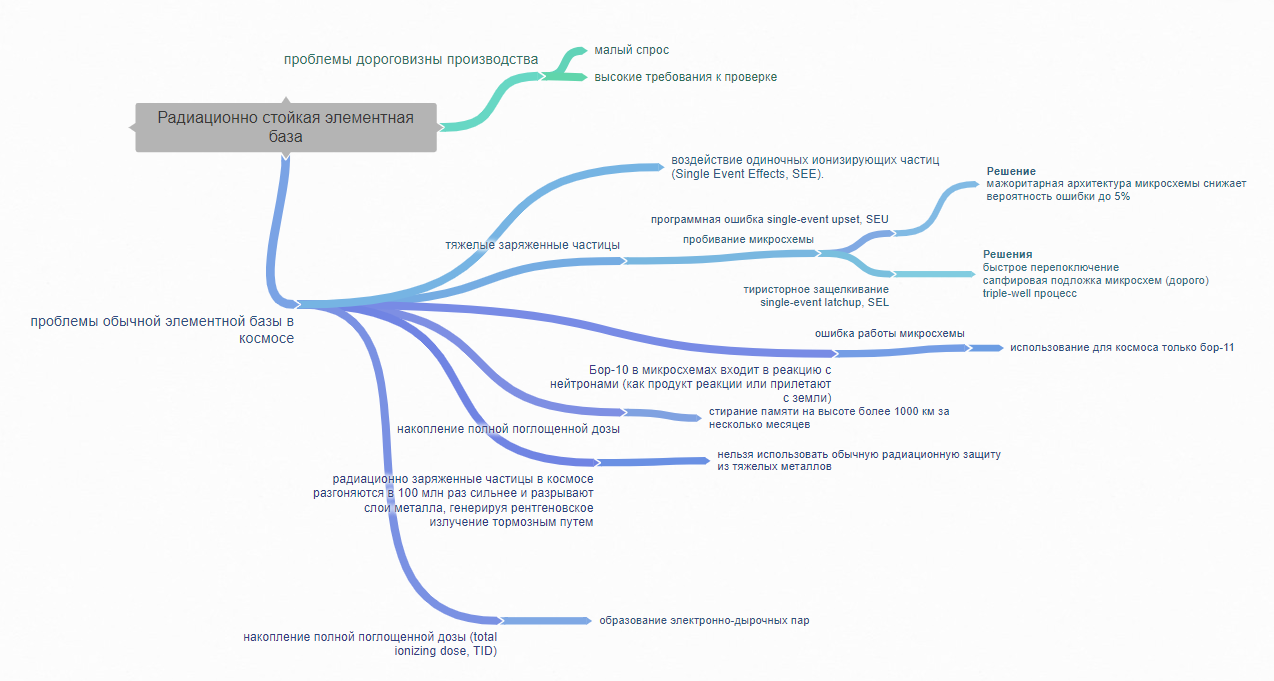 проблемы дороговизны производства
малый спрос
высокие требования к проверке
Радиационно стойкая элементная
база
воздействие одиночных ионизирующих частиц
(Single Event Effects, SEE).
тяжелые заряженные частицы
пробивание микросхемы
программная ошибка single-event upset, SEU
Решение
мажоритарная архитектура микросхемы снижает
вероятность ошибки до 5%
тиристорное защелкивание
single-event latchup, SEL
Решения
быстрое перепоключение
сапфировая подложка микросхем (дорого)
triple-well процесс
проблемы обычной элементной базы в
космосе
Бор-10 в микросхемах входит в реакцию с
нейтронами (как продукт реакции или прилетают
с земли)
ошибка работы микросхемы
использование для космоса только бор-11
накопление полной поглощенной дозы
стирание памяти на высоте более 1000 км за
несколько месяцев
радиационно заряженные частицы в космосе
разгоняются в 100 млн раз сильнее и разрывают
слои металла, генерируя рентгеновское
излучение тормозным путем
нельзя использовать обычную радиационную защиту
из тяжелых металлов
накопление полной поглощенной дозы (total
ionizing dose, TID)
образование электронно-дырочных пар